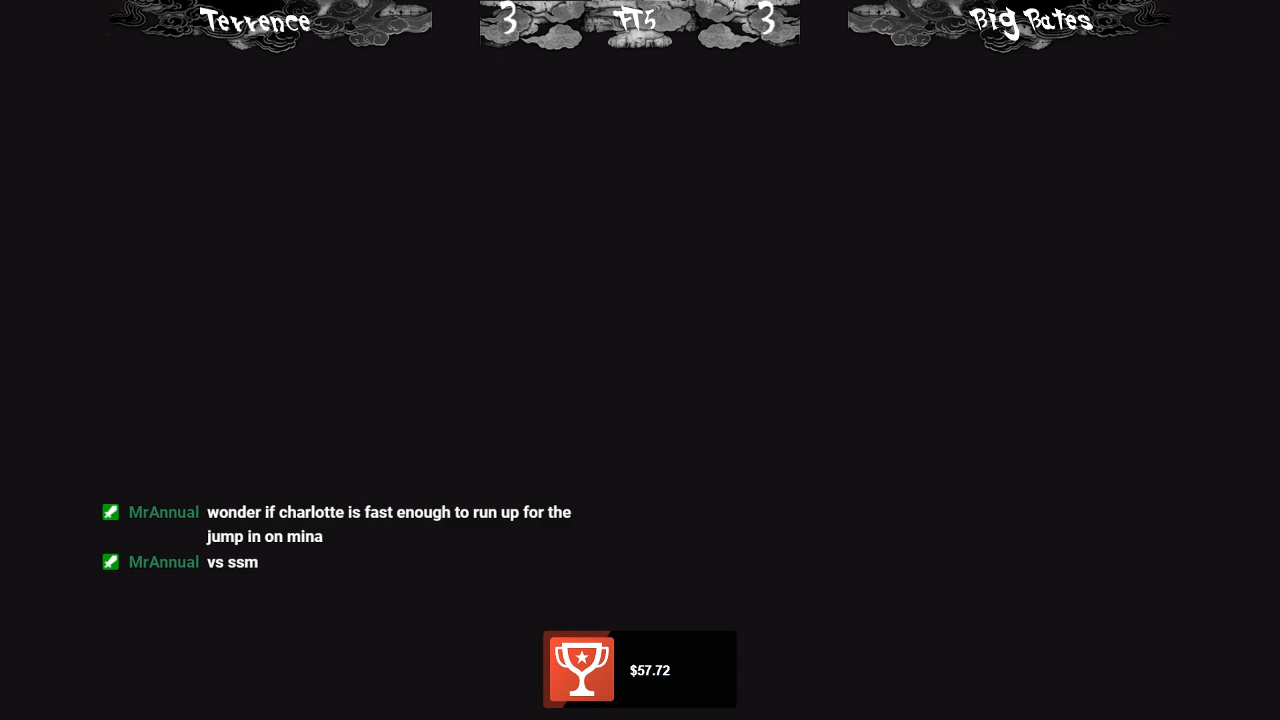 Terrence
3 FT5 3
Big Bates
MrAnnual wonder if charlotte is fast enough to run up for the
jump in on mina
MrAnnual vs ssm
$57.72